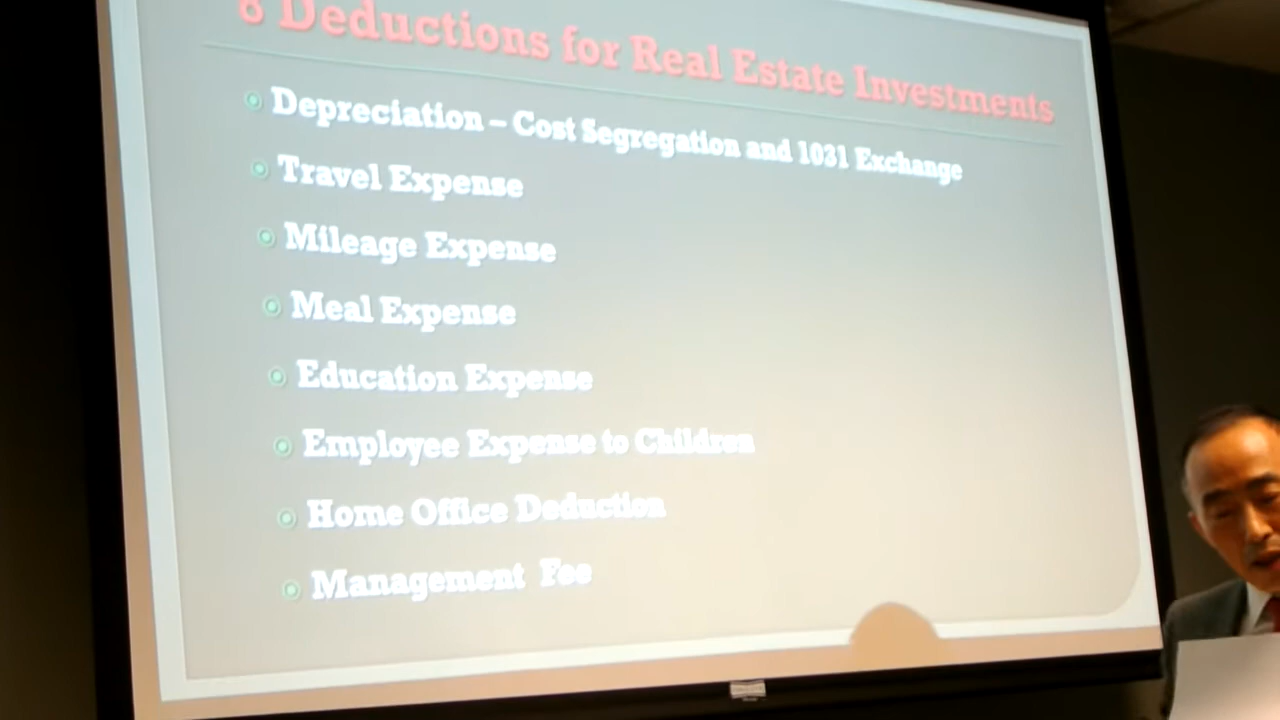 8 Deductions for Real Estate Investments
Depreciation – Cost Segregation and 1031 Exchange
Travel Expense
Mileage Expense
Meal Expense
Education Expense
Employee Expense to Children
Home Office Deduction
Management Fee